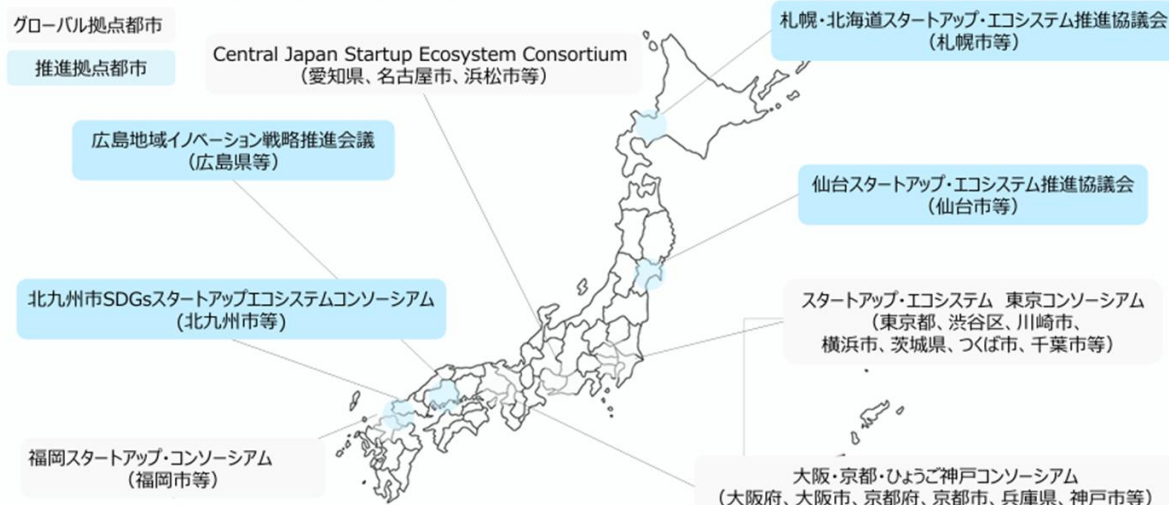 グローバル拠点都市
推進拠点都市
Central Japan Startup Ecosystem Consortium
(愛知県、名古屋市、浜松市等)
札幌・北海道スタートアップ・エコシステム推進協議会
(札幌市等)
広島地域イノベーション戦略推進会議
(広島県等)
仙台スタートアップ・エコシステム推進協議会
(仙台市等)
北九州市SDGsスタートアップエコシステムコンソーシアム
(北九州市等)
スタートアップ・エコシステム 東京コンソーシアム
(東京都、渋谷区、川崎市、
横浜市、茨城県、つくば市、千葉市等)
福岡スタートアップ・コンソーシアム
(福岡市等)
大阪・京都・ひょうご神戸コンソーシアム
(大阪府、大阪市、京都府、京都市、兵庫県、神戸市等)